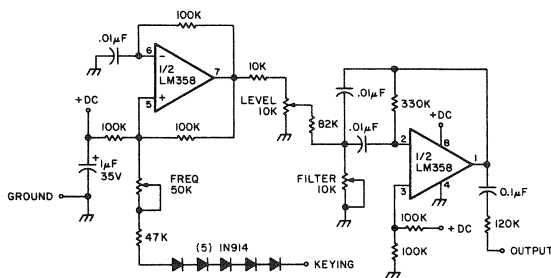 100K
.01µF
6
7
1/2
LM358
5
10K
+DC
LEVEL
10K
100K
100K
1µF
35V
GROUND
FREQ
50K
47K
(5) 1N914
KEYING
82K
.01µF
.01µF
330K
+DC
2
8
1
1/2
LM358
3
4
FILTER
10K
0.1µF
100K
+DC
100K
120K
OUTPUT